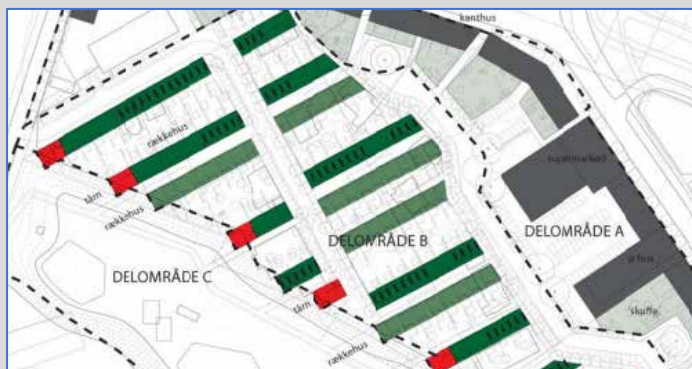 kanthus
rækkehus
supermarked
tårn
rækkehus
DELOMRÅDE B
DELOMRÅDE A
DELOMRÅDE C
p-hus
tårn
skuffe
rækkehus